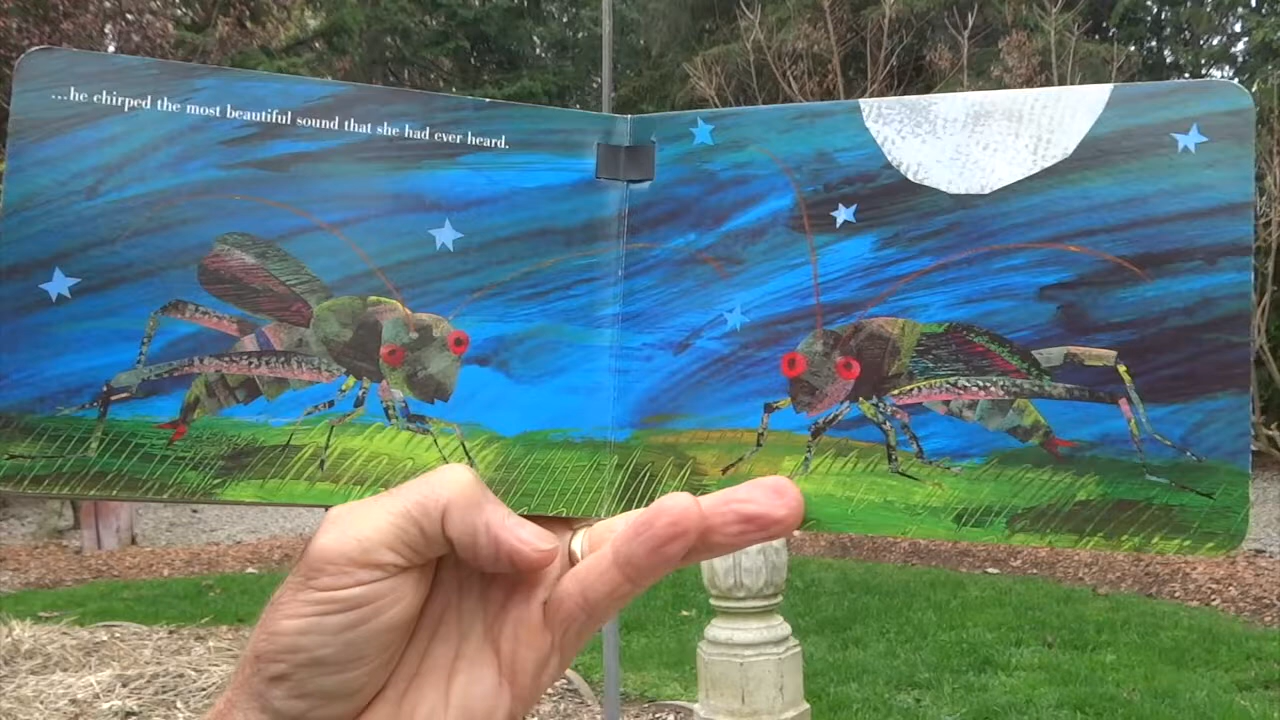 ...he chirped the most beautiful sound that she had ever heard.